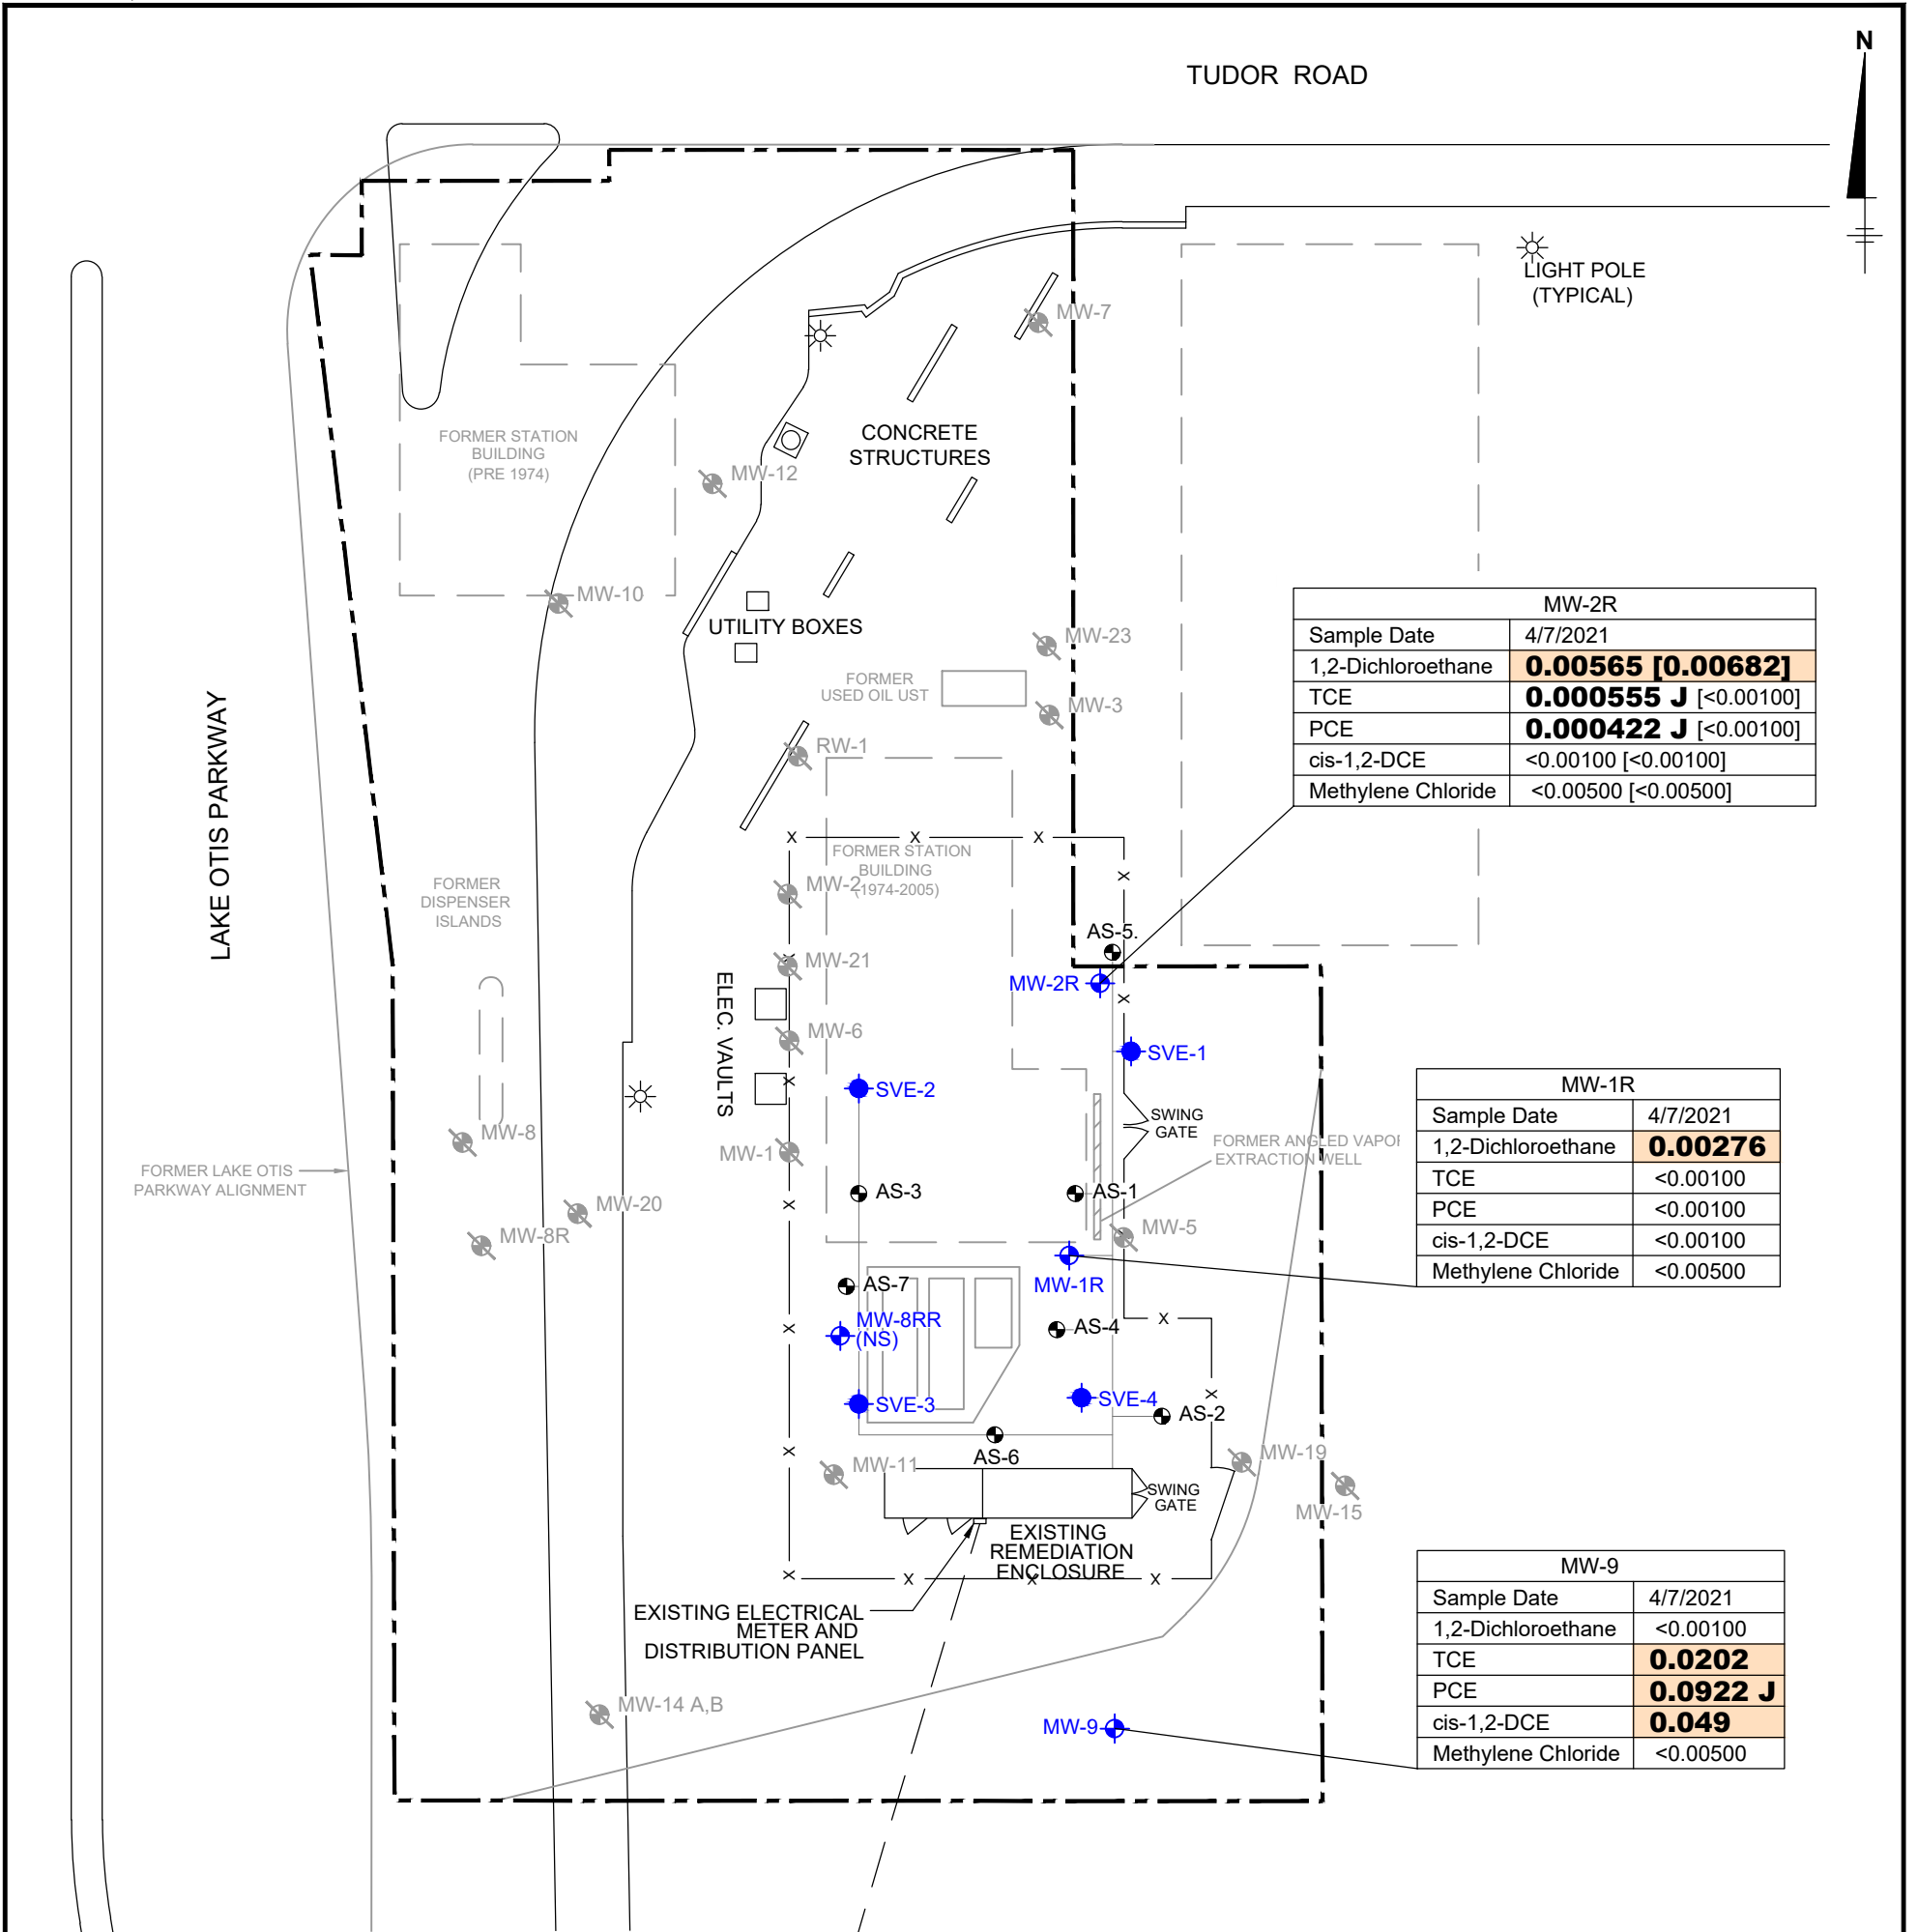 N
TUDOR ROAD
LIGHT POLE
(TYPICAL)
MW-7
CONCRETE
STRUCTURES
FORMER STATION
BUILDING
(PRE 1974)
MW-12
MW-10
UTILITY BOXES
MW-23
FORMER
USED OIL UST
MW-3
RW-1
LAKE OTIS PARKWAY
MW-2R
Sample Date 4/7/2021
1,2-Dichloroethane 0.00565 [0.00682]
TCE 0.000555 J [<0.00100]
PCE 0.000422 J [<0.00100]
cis-1,2-DCE <0.00100 [<0.00100]
Methylene Chloride <0.00500 [<0.00500]
X X X
FORMER STATION
BUILDING
(1974-2005)
MW-2
X
FORMER
DISPENSER
ISLANDS
AS-5.
MW-21
X
MW-2R
X
ELEC. VAULTS
MW-6
SVE-1
X
SVE-2
SWING
GATE
MW-8
MW-1
FORMER ANGLED VAPOR
EXTRACTION WELL
FORMER LAKE OTIS
PARKWAY ALIGNMENT
MW-1R
Sample Date 4/7/2021
1,2-Dichloroethane 0.00276
TCE <0.00100
PCE <0.00100
cis-1,2-DCE <0.00100
Methylene Chloride <0.00500
AS-3
AS-1
X
MW-20
MW-8R
MW-5
AS-7
MW-1R
MW-8RR
(NS)
X
AS-4
X
SVE-3
SVE-4
X
AS-2
X
AS-6
MW-11
MW-19
MW-15
SWING
GATE
EXISTING
REMEDIATION
ENCLOSURE
X X X X
EXISTING ELECTRICAL
METER AND
DISTRIBUTION PANEL
MW-14 A,B
MW-9
MW-9
Sample Date 4/7/2021
1,2-Dichloroethane <0.00100
TCE 0.0202
PCE 0.0922 J
cis-1,2-DCE 0.049
Methylene Chloride <0.00500